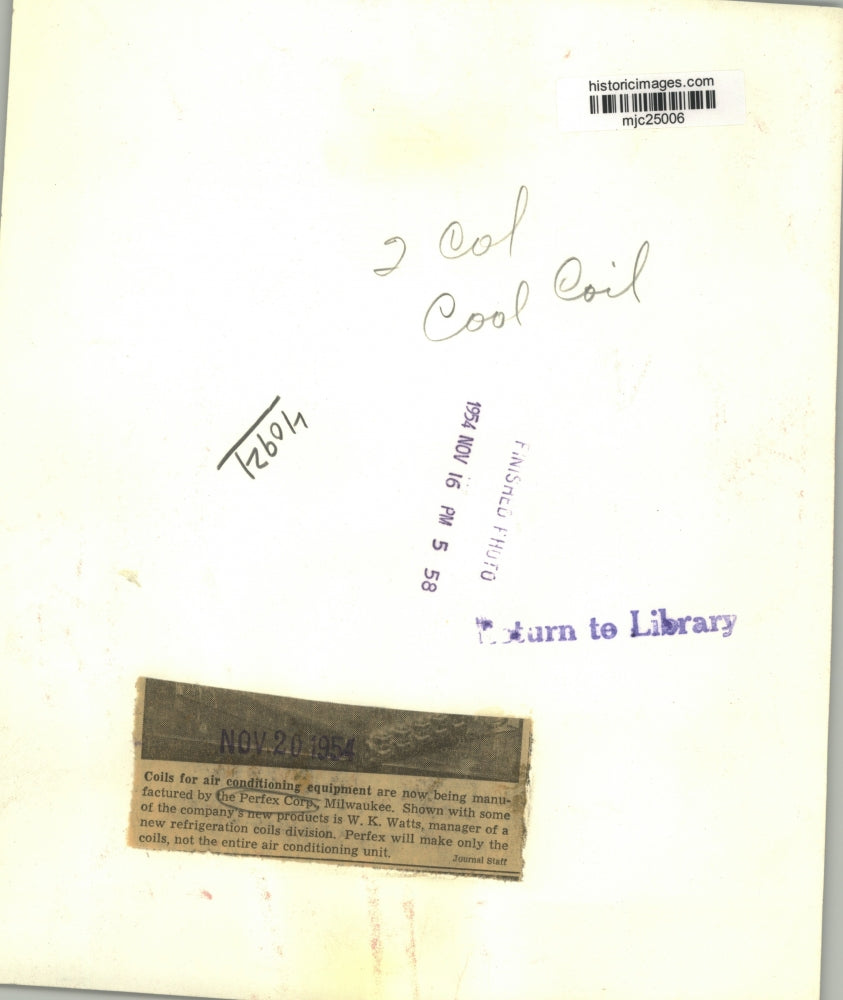 historicimages.com
mjc25006
2 Col
Cool Coil
1954 NOV 16 PM 5 58
FINISHED PHOTO
Return to Library
NOV 20 1954
Coils for air conditioning equipment are now being manu-
factured by the Perfex Corp., Milwaukee. Shown with some
of the company's new products is W. K. Watts, manager of a
new refrigeration coils division. Perfex will make only the
coils, not the entire air conditioning unit.
Journal Staff